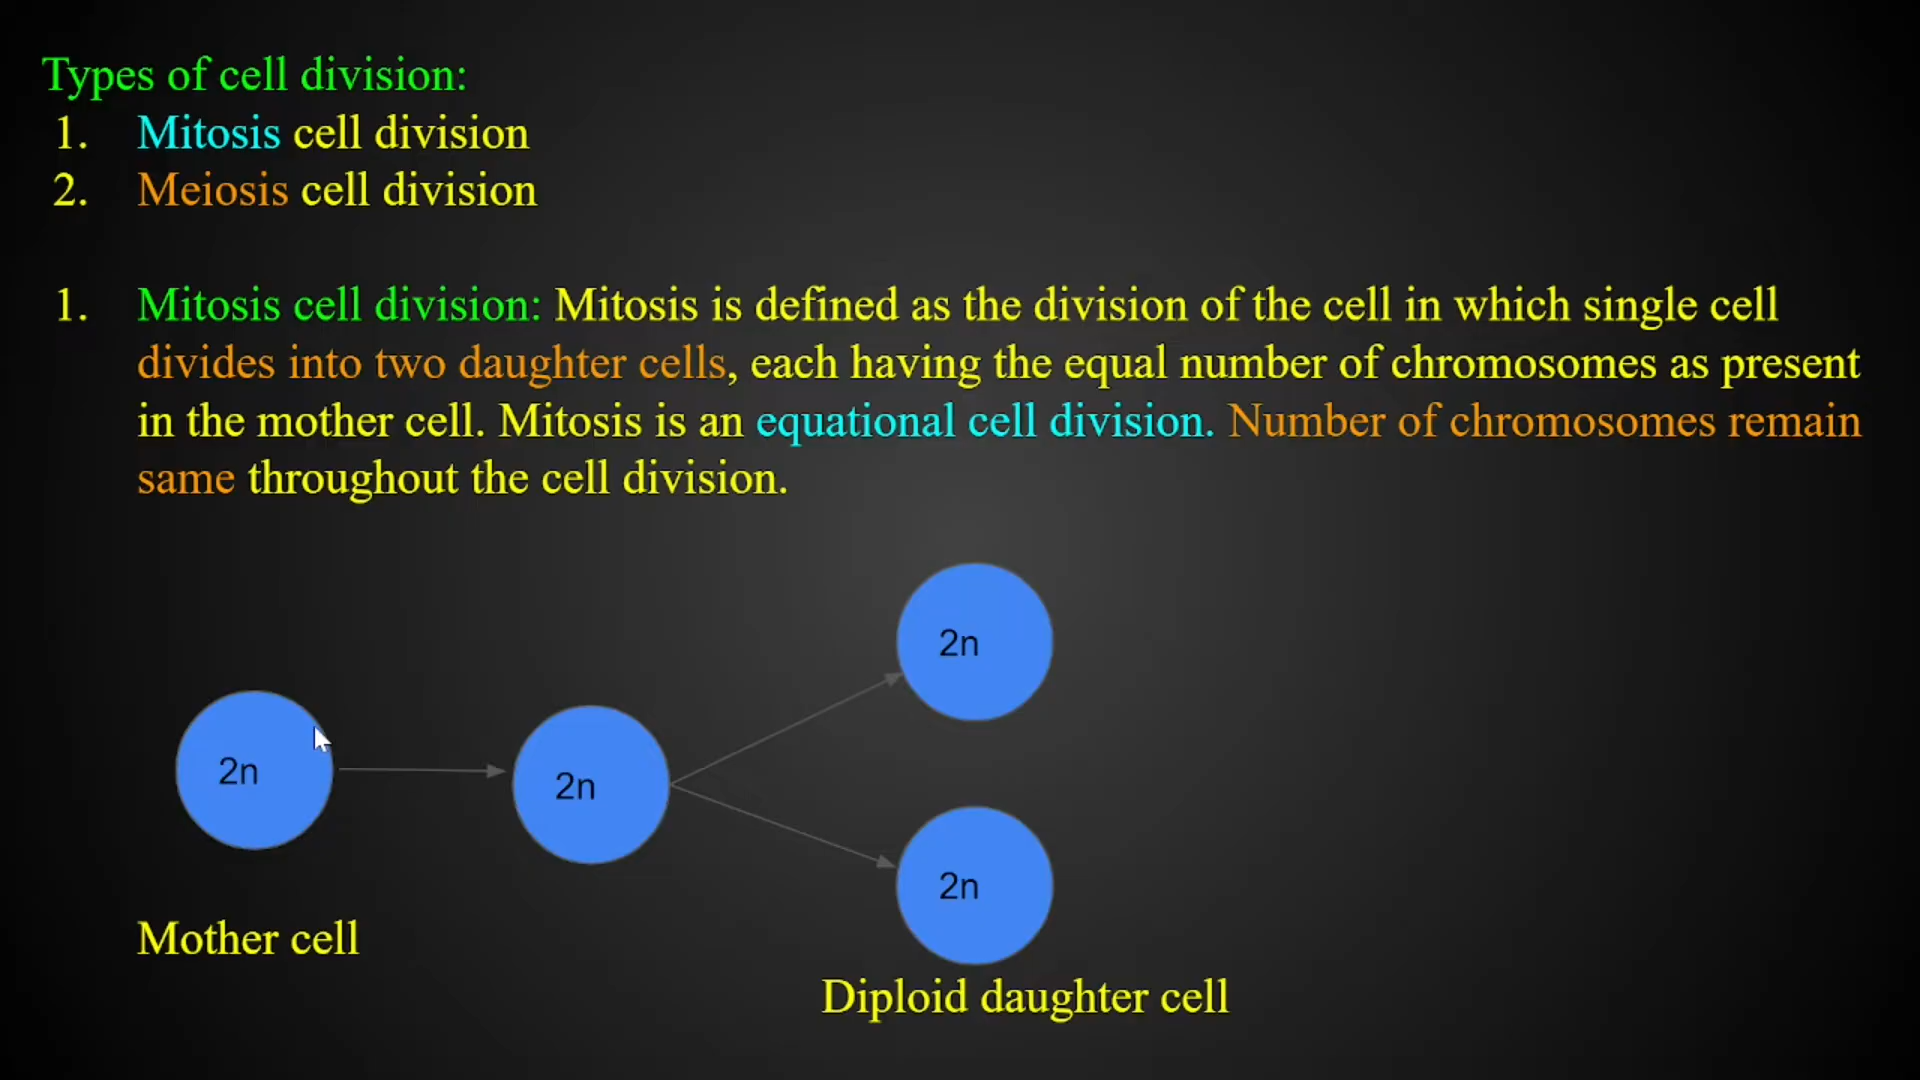 Types of cell division:
1. Mitosis cell division
2. Meiosis cell division
1. Mitosis cell division: Mitosis is defined as the division of the cell in which single cell
divides into two daughter cells, each having the equal number of chromosomes as present
in the mother cell. Mitosis is an equational cell division. Number of chromosomes remain
same throughout the cell division.
2n
2n
2n
2n
Mother cell
Diploid daughter cell